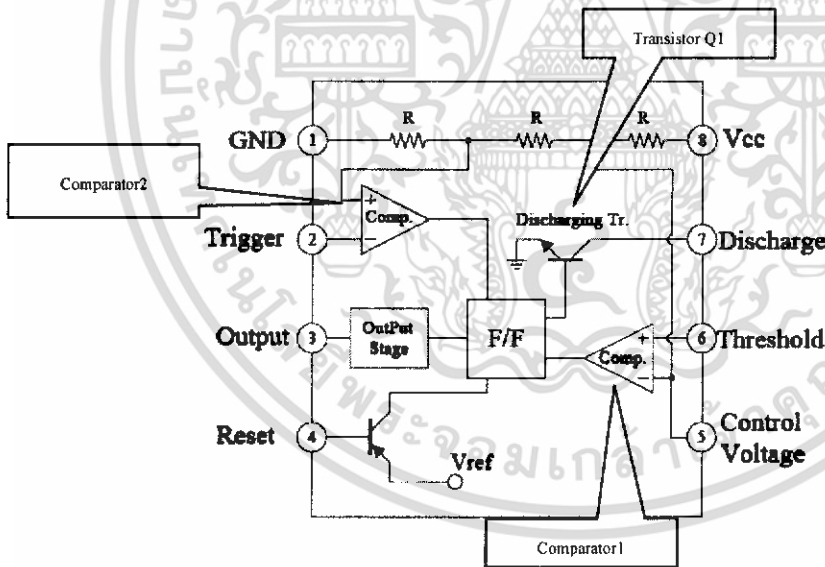 Transistor Q1
R
R
R
GND
1
8
Vcc
Comparator2
+
Comp.
-
Discharging Tr.
Trigger
2
7
Discharge
Output
3
OutPut
Stage
F/F
+
Comp.
-
6
Threshold
Reset
4
5
Control
Voltage
Vref
Comparator1